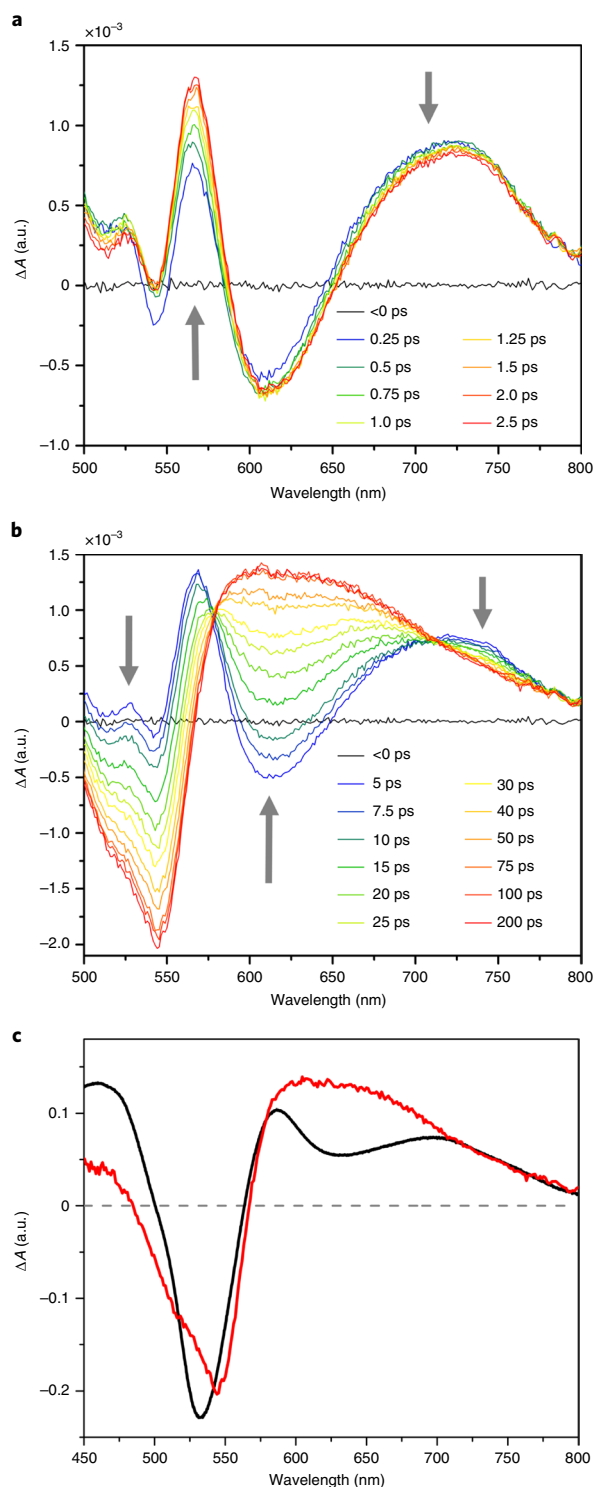 a
×10⁻³
1.5
1.0
0.5
0
−0.5
−1.0
ΔA (a.u.)
<0 ps
0.25 ps 1.25 ps
0.5 ps 1.5 ps
0.75 ps 2.0 ps
1.0 ps 2.5 ps
500 550 600 650 700 750 800
Wavelength (nm)
b
×10⁻³
1.5
1.0
0.5
0
−0.5
−1.0
−1.5
−2.0
ΔA (a.u.)
<0 ps
5 ps 30 ps
7.5 ps 40 ps
10 ps 50 ps
15 ps 75 ps
20 ps 100 ps
25 ps 200 ps
500 550 600 650 700 750 800
Wavelength (nm)
c
0.1
0
−0.1
−0.2
ΔA (a.u.)
450 500 550 600 650 700 750 800
Wavelength (nm)